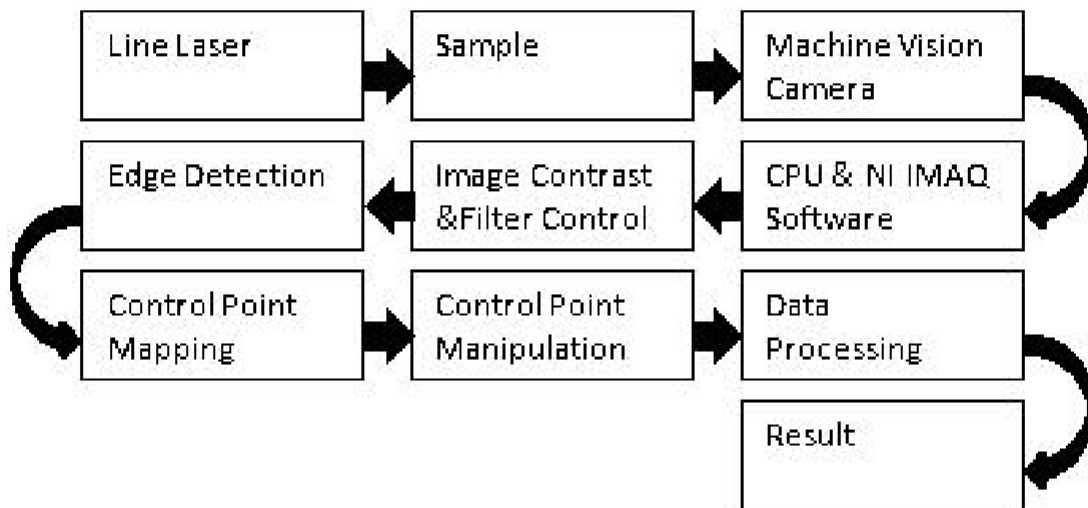 Line Laser
Sample
Machine Vision
Camera
CPU & NI IMAQ
Software
Image Contrast
&Filter Control
Edge Detection
Control Point
Mapping
Control Point
Manipulation
Data
Processing
Result